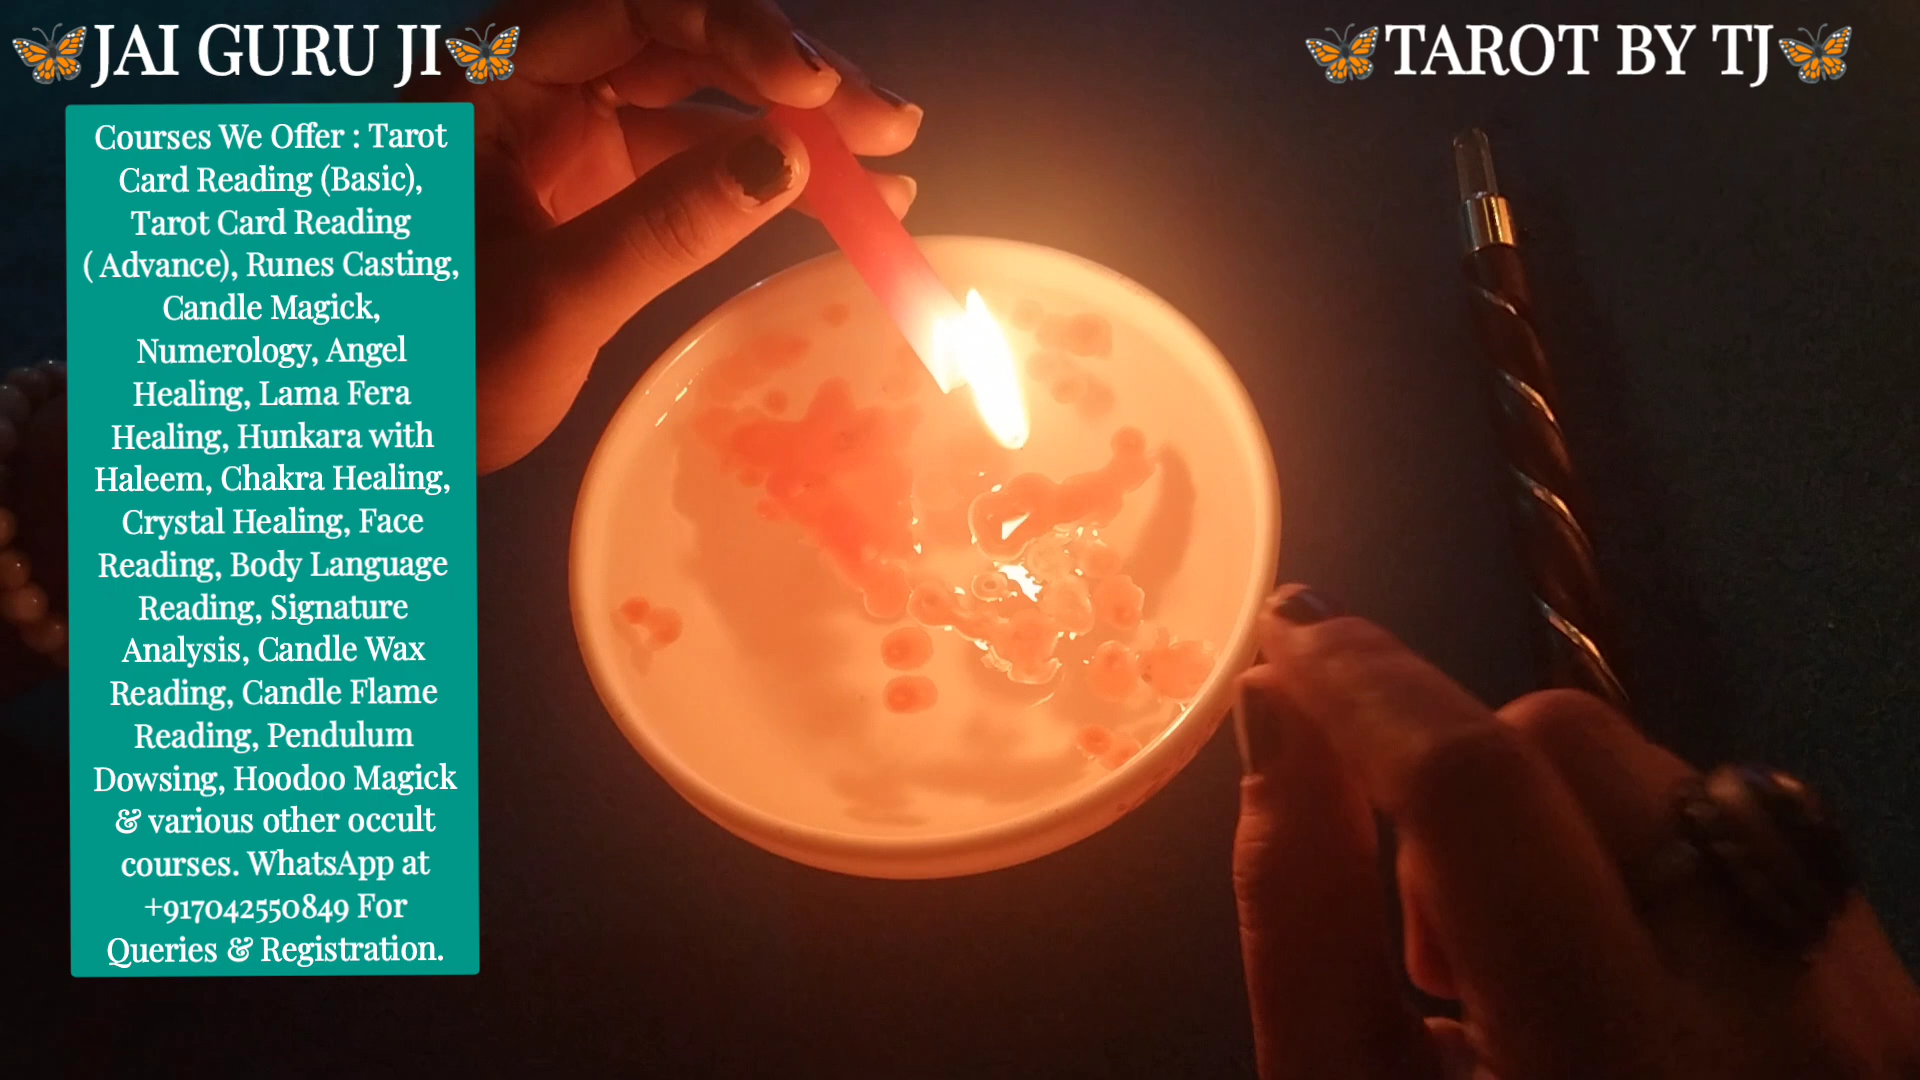 🦋JAI GURU JI🦋
🦋TAROT BY TJ🦋
Courses We Offer : Tarot
Card Reading (Basic),
Tarot Card Reading
( Advance), Runes Casting,
Candle Magick,
Numerology, Angel
Healing, Lama Fera
Healing, Hunkara with
Haleem, Chakra Healing,
Crystal Healing, Face
Reading, Body Language
Reading, Signature
Analysis, Candle Wax
Reading, Candle Flame
Reading, Pendulum
Dowsing, Hoodoo Magick
& various other occult
courses. WhatsApp at
+917042550849 For
Queries & Registration.